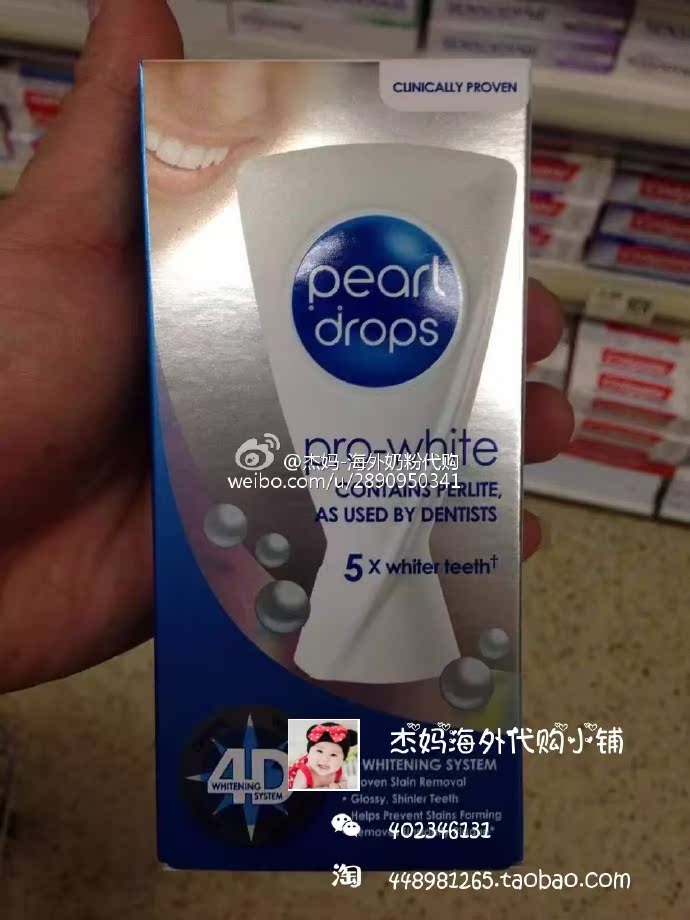 CLINICALLY PROVEN
pearl
drops
pro-white
@杰妈-海外奶粉代购
weibo.com/u/2890950341
CONTAINS PERLITE,
AS USED BY DENTISTS
5 x whiter teeth†
4D
WHITENING
SYSTEM
杰妈海外代购小铺
WHITENING SYSTEM
Stain Removal
• Glossy, Shinier Teeth
Helps Prevent Stains Forming
402346131
淘
448981265.taobao.com